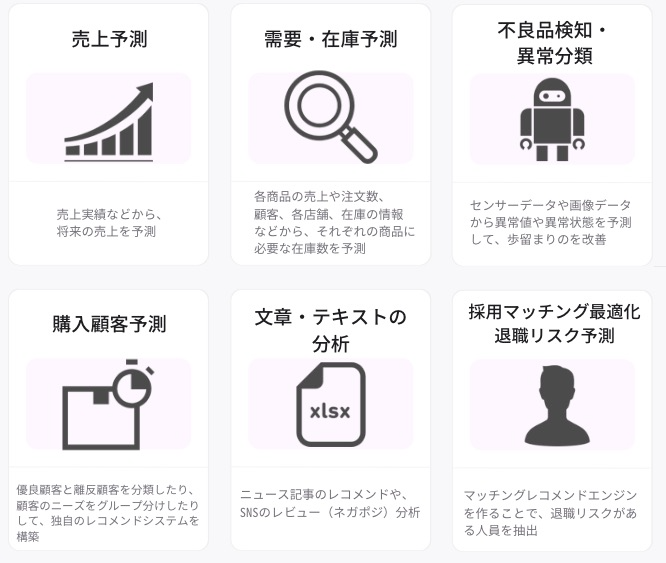 売上予測
売上実績などから、
将来の売上を予測
需要・在庫予測
各商品の売上や注文数、
顧客、各店舗、在庫の情報
などから、それぞれの商品に
必要な在庫数を予測
不良品検知・
異常分類
センサーデータや画像データ
から異常値や異常状態を予測
して、歩留まりのを改善
購入顧客予測
優良顧客と離反顧客を分類したり、
顧客のニーズをグループ分けしたり
して、独自のレコメンドシステムを
構築
文章・テキストの
分析
xlsx
ニュース記事のレコメンドや、
SNSのレビュー（ネガポジ）分析
採用マッチング最適化
退職リスク予測
マッチングレコメンドエンジン
を作ることで、退職リスクがあ
る人員を抽出